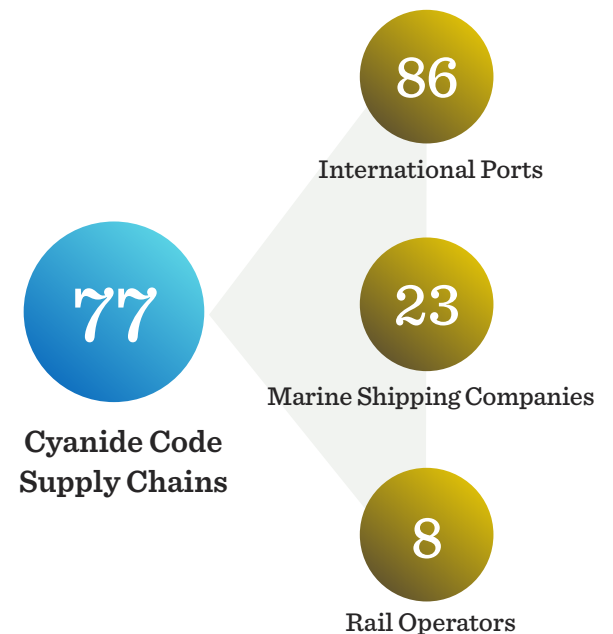 86
International Ports
77
Cyanide Code
Supply Chains
23
Marine Shipping Companies
8
Rail Operators